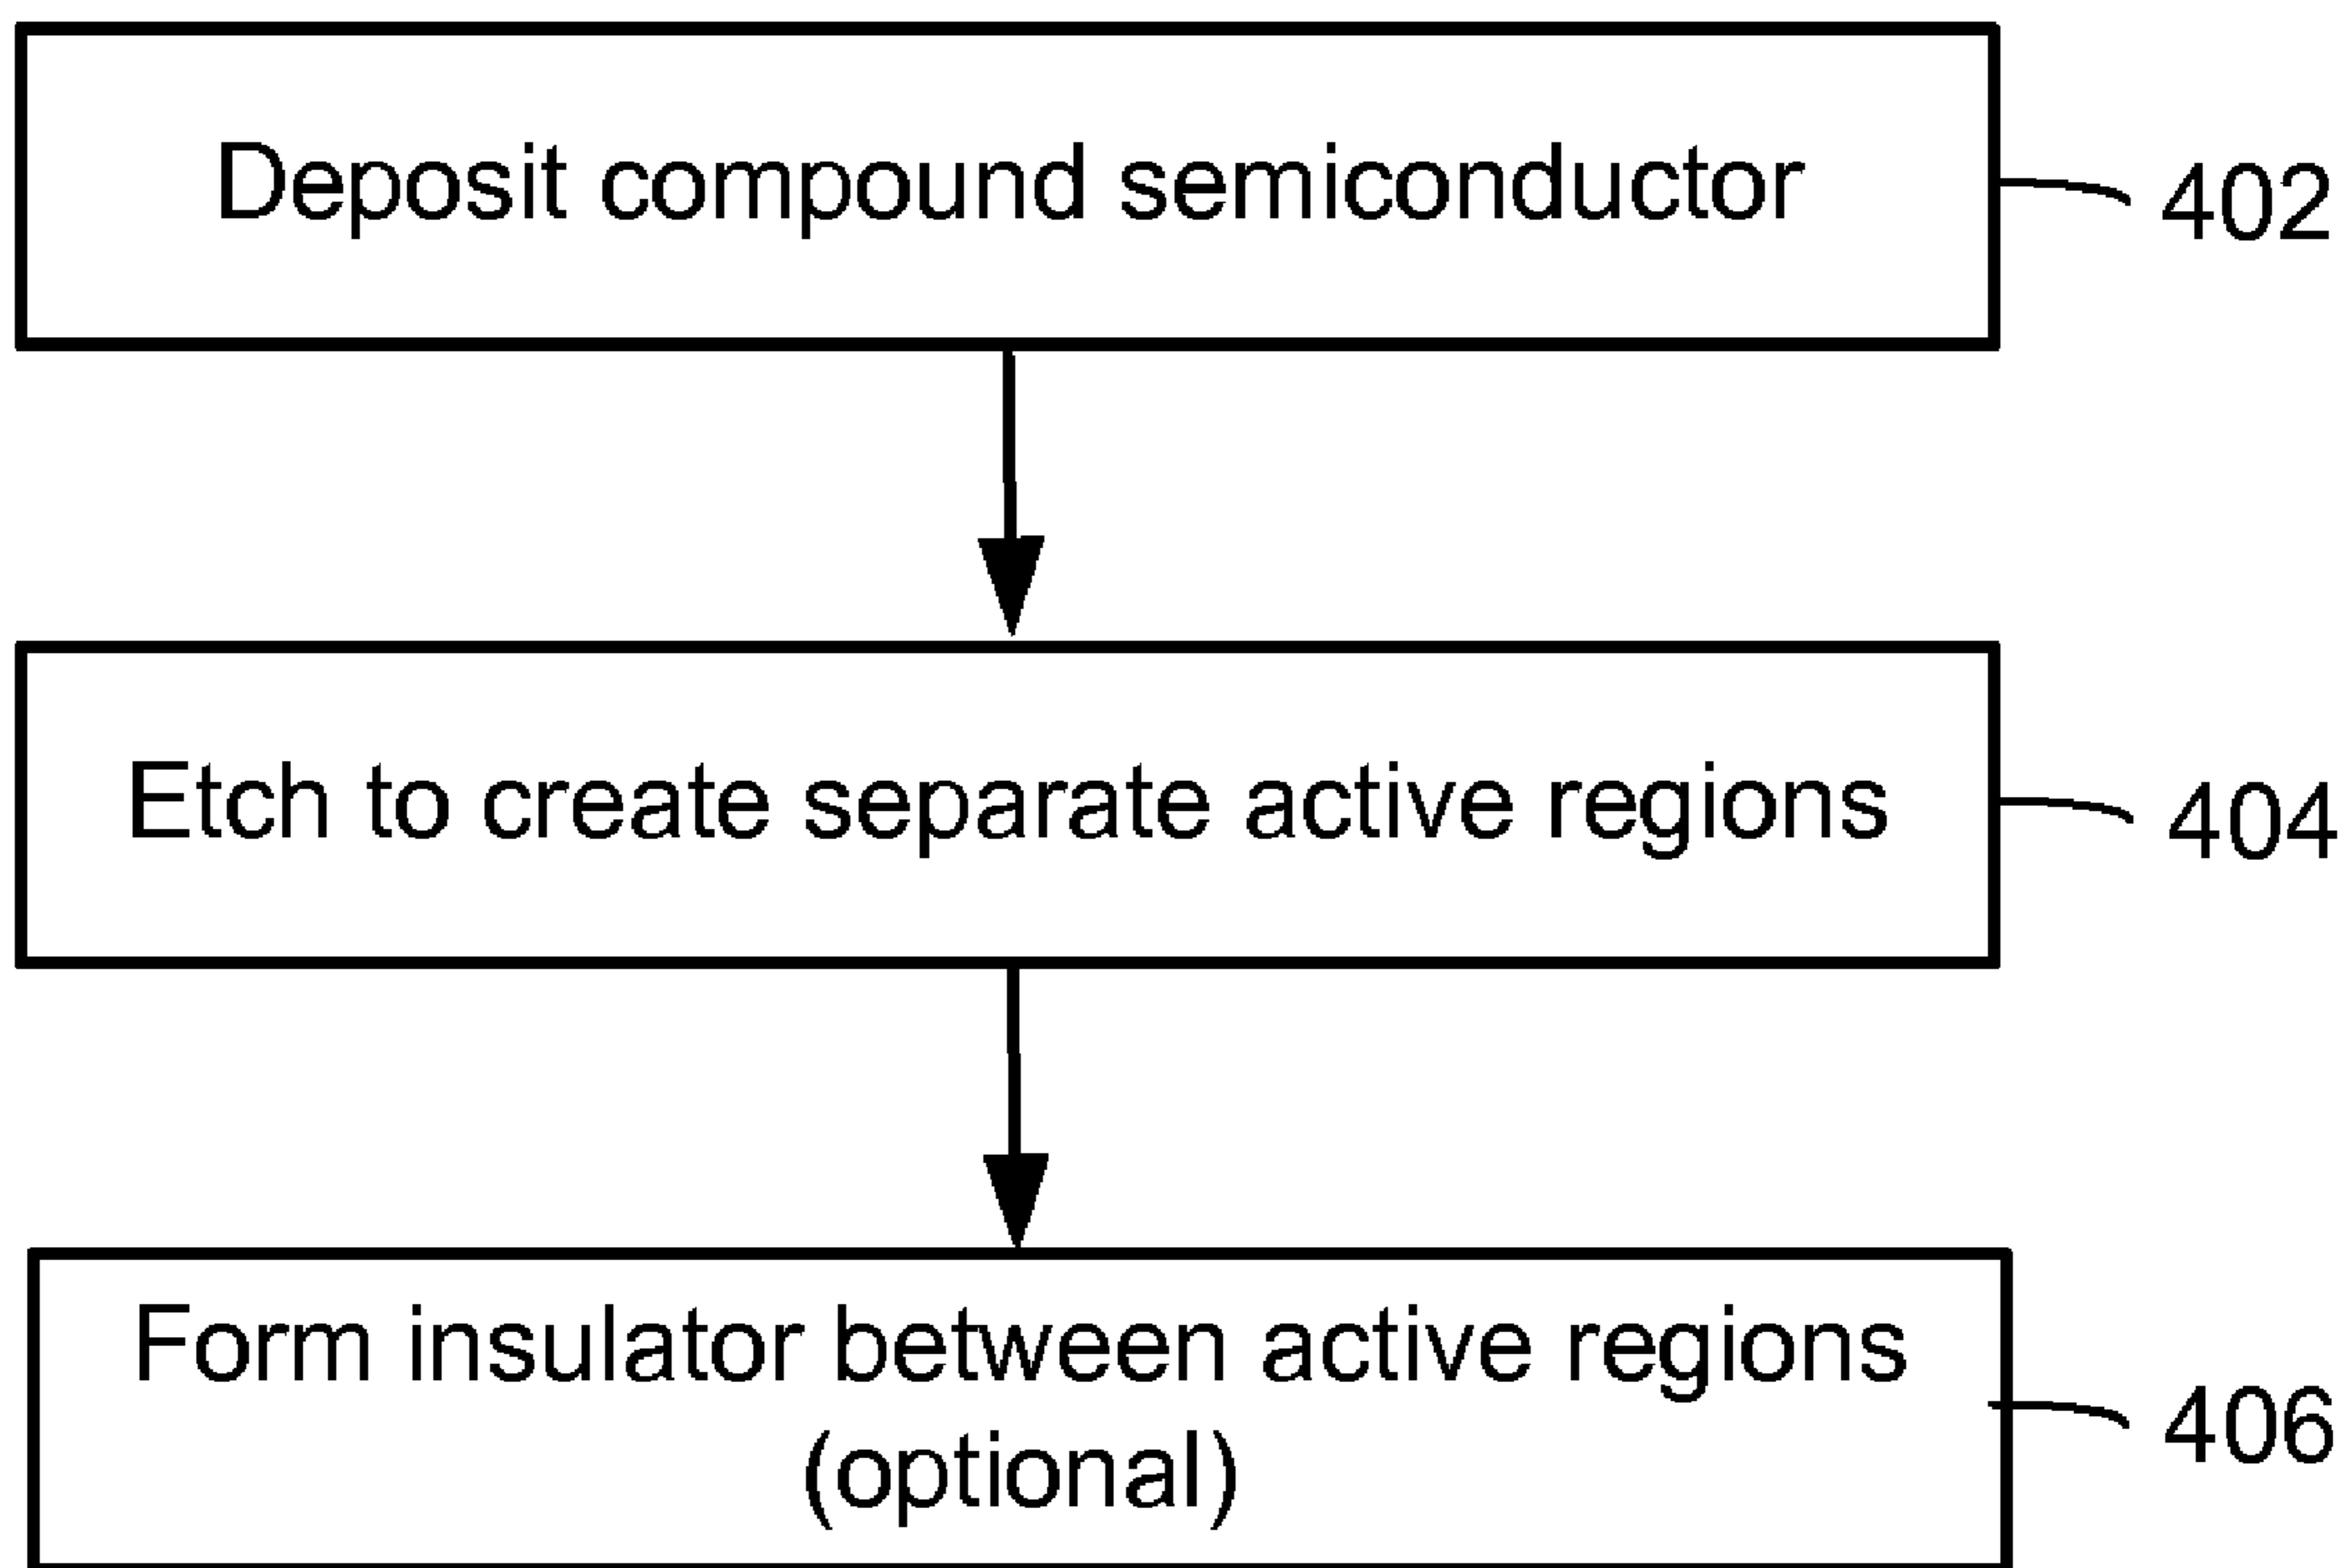 Deposit compound semiconductor
402
Etch to create separate active regions
404
Form insulator between active regions
(optional)
406